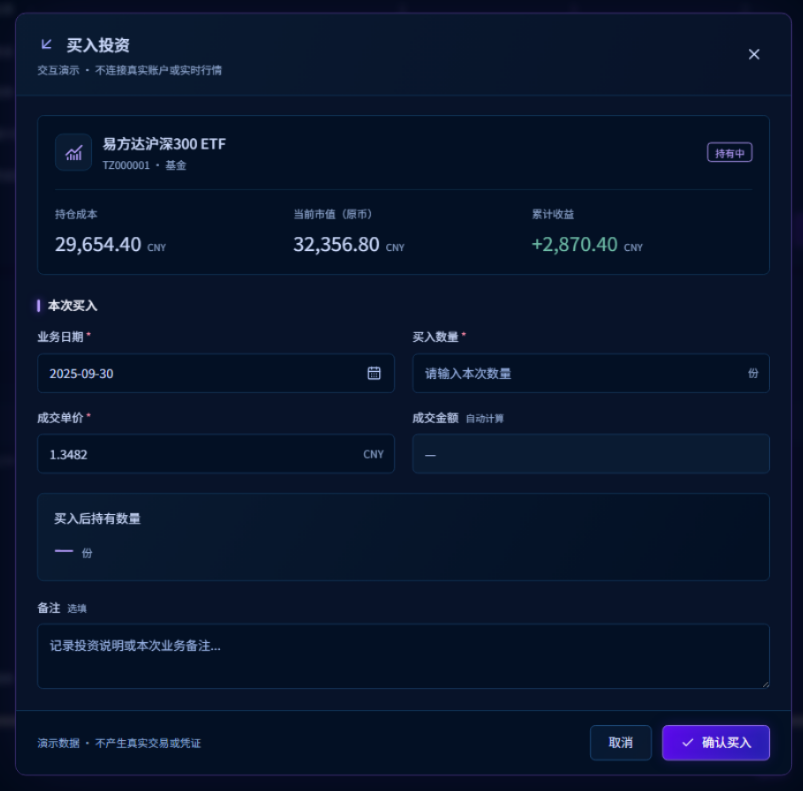 买入投资
交互演示 · 不连接真实账户或实时行情
易方达沪深300 ETF
TZ000001 · 基金
持有中
持仓成本 当前市值（原币） 累计收益
29,654.40 CNY 32,356.80 CNY +2,870.40 CNY
本次买入
业务日期* 买入数量*
2025-09-30 请输入本次数量 份
成交单价* 成交金额 自动计算
1.3482 CNY —
买入后持有数量
— 份
备注 选填
记录投资说明或本次业务备注...
演示数据 · 不产生真实交易或凭证 取消 确认买入